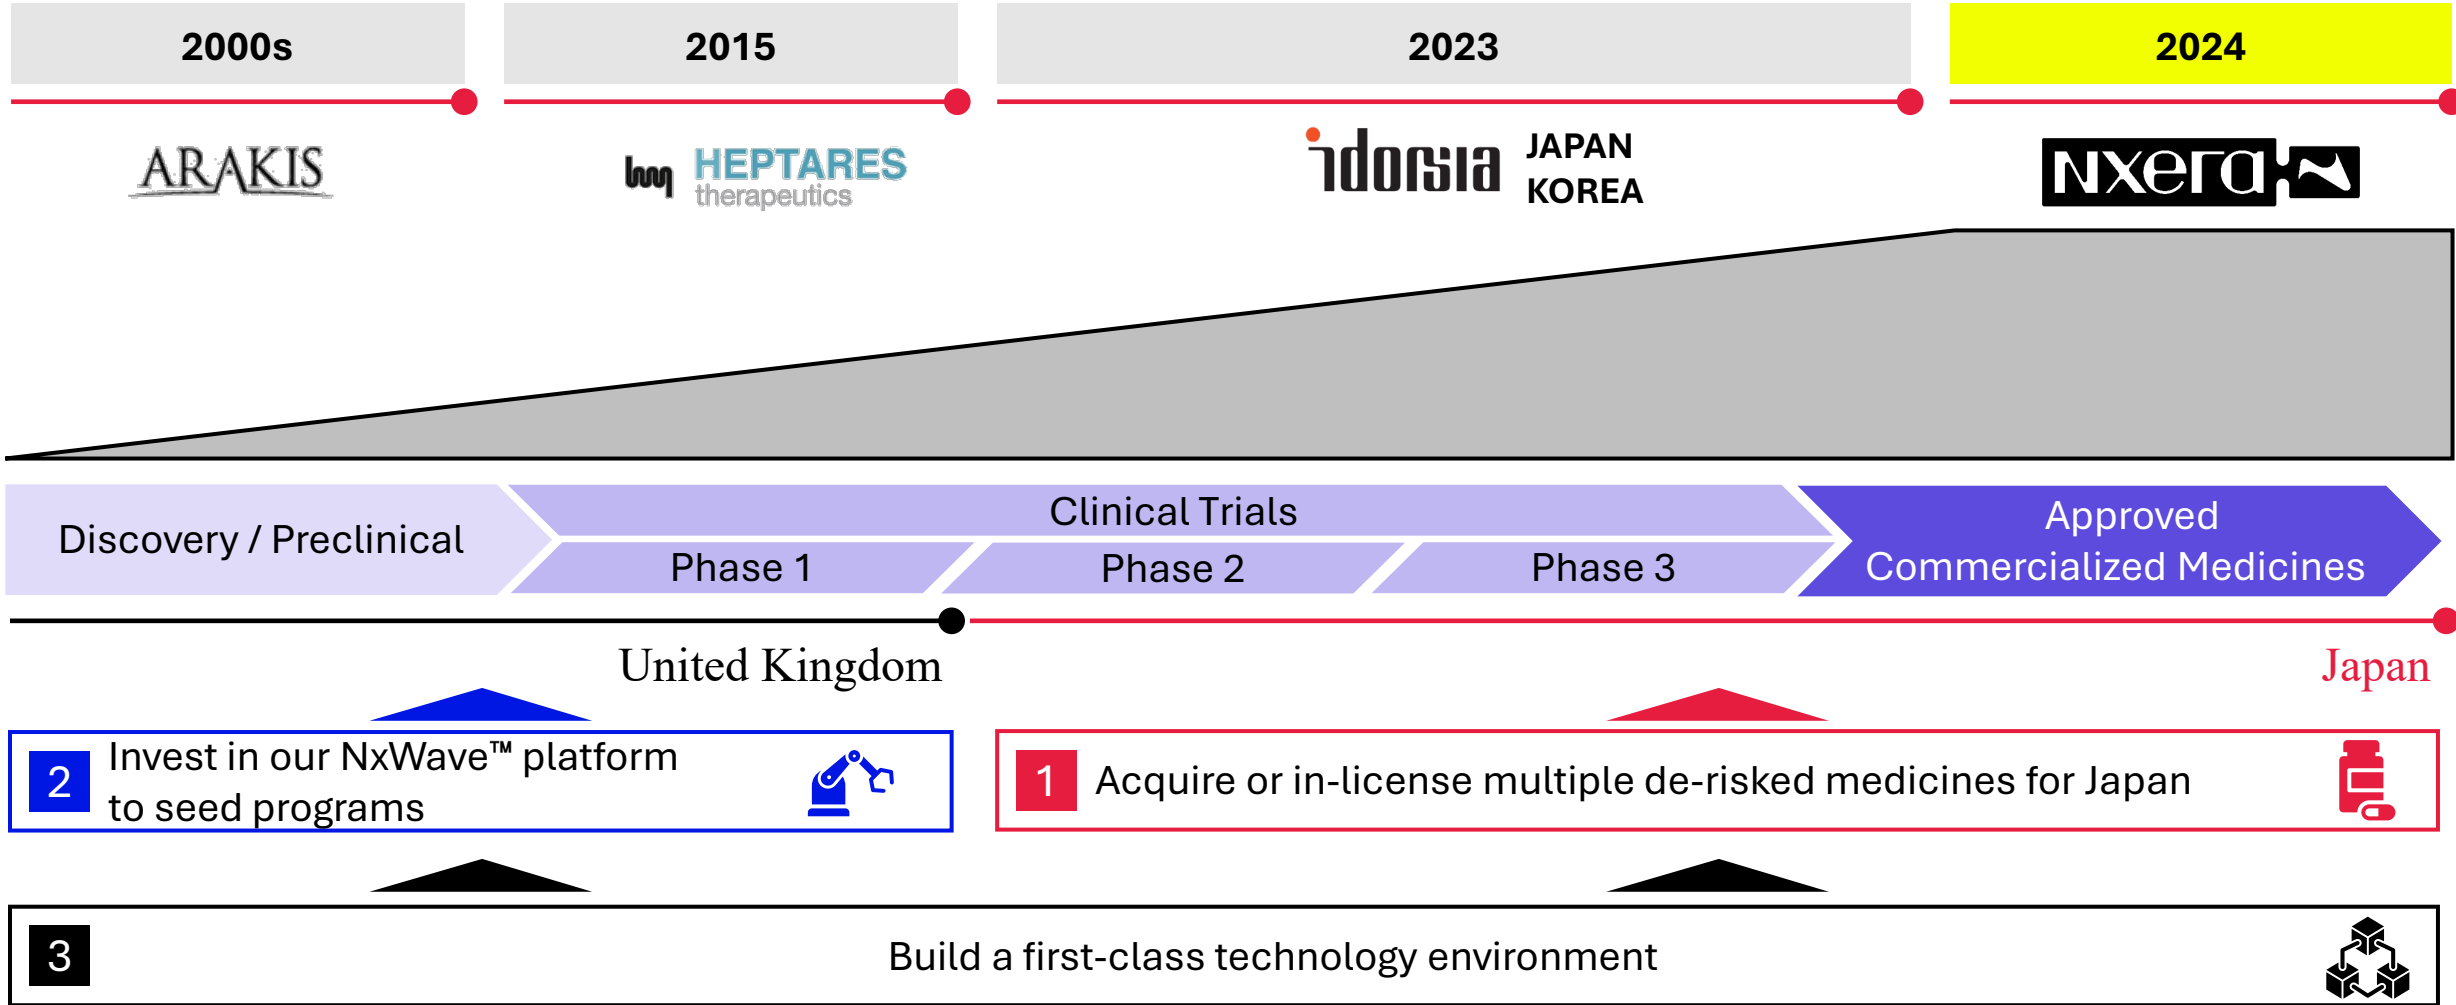 2000s
2015
2023
2024
ARAKIS
HEPTARES
therapeutics
idorsia
JAPAN
KOREA
Nxera
Discovery / Preclinical
Clinical Trials
Phase 1
Phase 2
Phase 3
Approved
Commercialized Medicines
United Kingdom
Japan
2
Invest in our NxWave™ platform
to seed programs
1
Acquire or in-license multiple de-risked medicines for Japan
3
Build a first-class technology environment